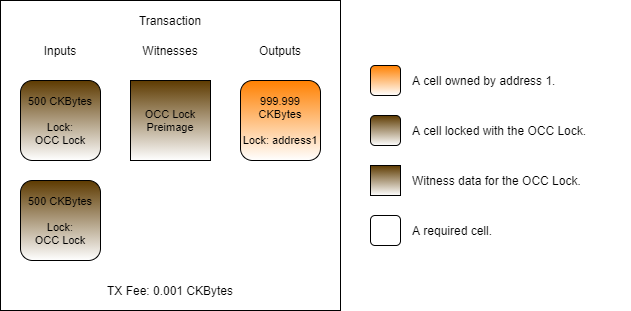 Transaction
Inputs Witnesses Outputs
500 CKBytes
Lock:
OCC Lock
OCC Lock
Preimage
999.999
CKBytes
Lock: address1
500 CKBytes
Lock:
OCC Lock
TX Fee: 0.001 CKBytes
A cell owned by address 1.
A cell locked with the OCC Lock.
Witness data for the OCC Lock.
A required cell.